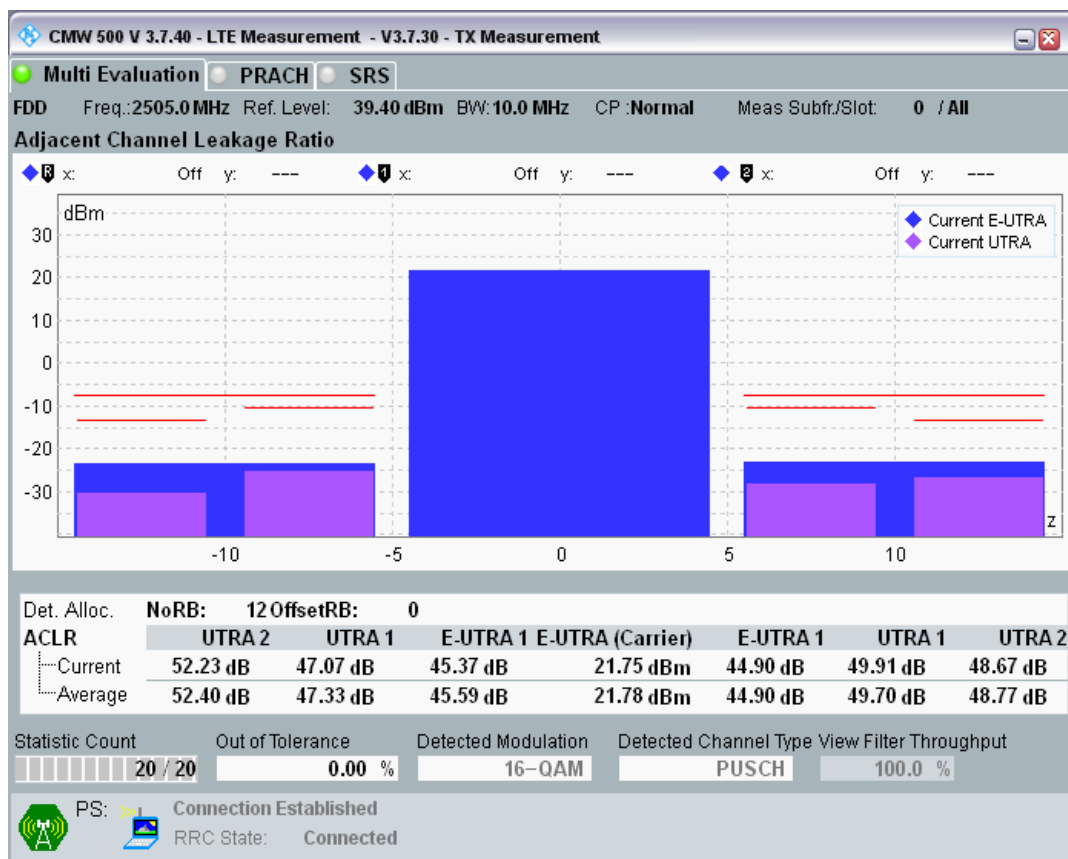 CMW 500 V 3.7.40 - LTE Measurement - V3.7.30 - TX Measurement
Multi Evaluation PRACH SRS
FDD Freq.:2505.0 MHz Ref. Level: 39.40 dBm BW: 10.0 MHz CP :Normal Meas Subfr./Slot: 0 / All
Adjacent Channel Leakage Ratio
R x: Off y: --- 1 x: Off y: --- 2 x: Off y: ---
dBm
Current E-UTRA
Current UTRA
30
20
10
0
-10
-20
-30
z
-10 -5 0 5 10
Det. Alloc. NoRB: 12 OffsetRB: 0
ACLR UTRA 2 UTRA 1 E-UTRA 1 E-UTRA (Carrier) E-UTRA 1 UTRA 1 UTRA 2
Current 52.23 dB 47.07 dB 45.37 dB 21.75 dBm 44.90 dB 49.91 dB 48.67 dB
Average 52.40 dB 47.33 dB 45.59 dB 21.78 dBm 44.90 dB 49.70 dB 48.77 dB
Statistic Count Out of Tolerance Detected Modulation Detected Channel Type View Filter Throughput
20 / 20 0.00 % 16-QAM PUSCH 100.0 %
PS: Connection Established
RRC State: Connected